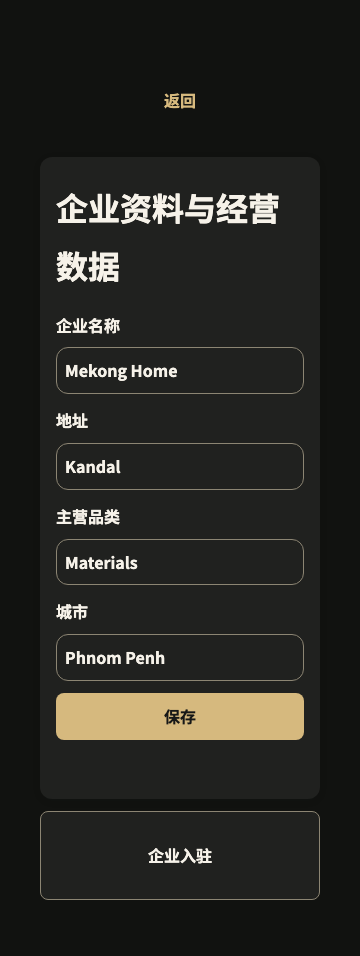 返回
企业资料与经营
数据
企业名称
Mekong Home
地址
Kandal
主营品类
Materials
城市
Phnom Penh
保存
企业入驻